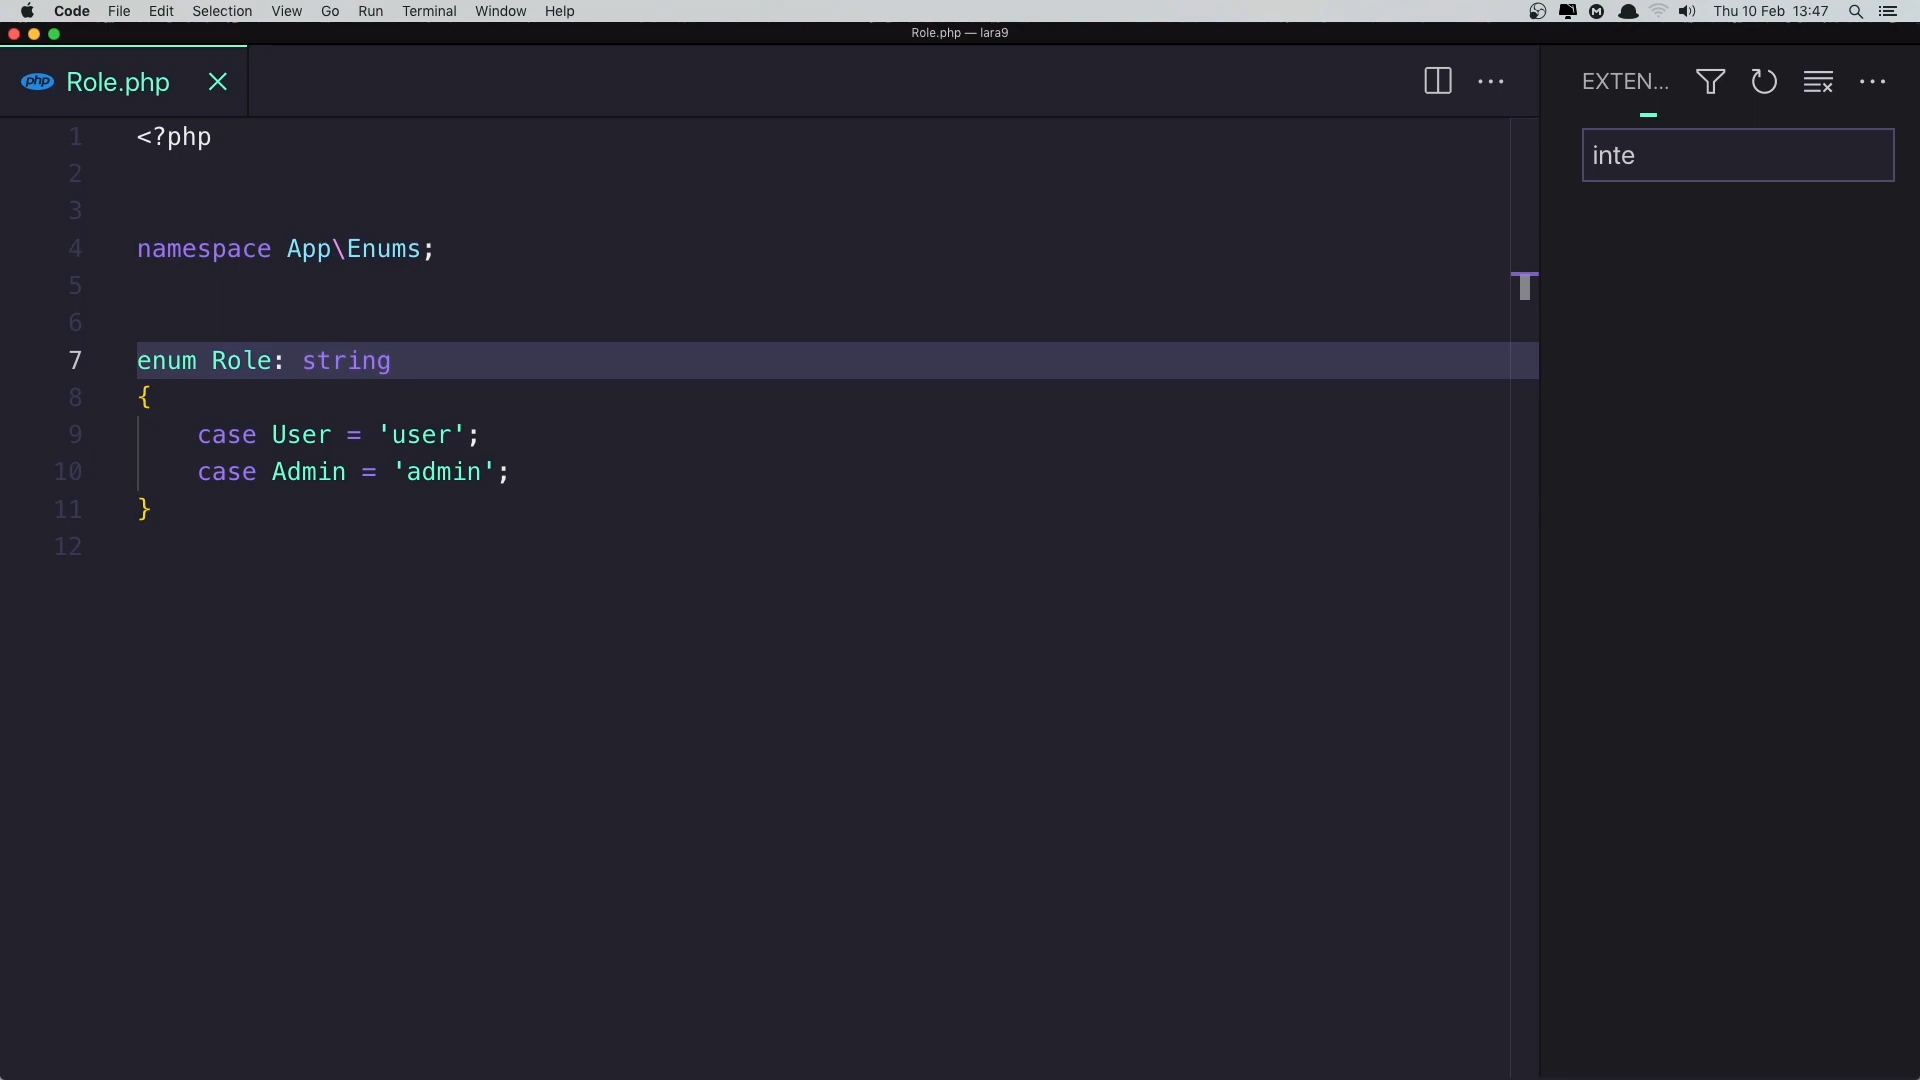 Code File Edit Selection View Go Run Terminal Window Help
M
Thu 10 Feb 13:47
Role.php — lara9
php Role.php
EXTEN...
inte
1 <?php
2
3
4 namespace App\Enums;
5
6
7 enum Role: string
8 {
9 case User = 'user';
10 case Admin = 'admin';
11 }
12